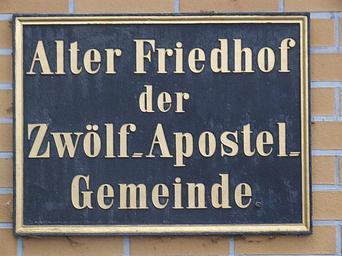 Alter Friedhof
der
Zwölf-Apostel-
Gemeinde.